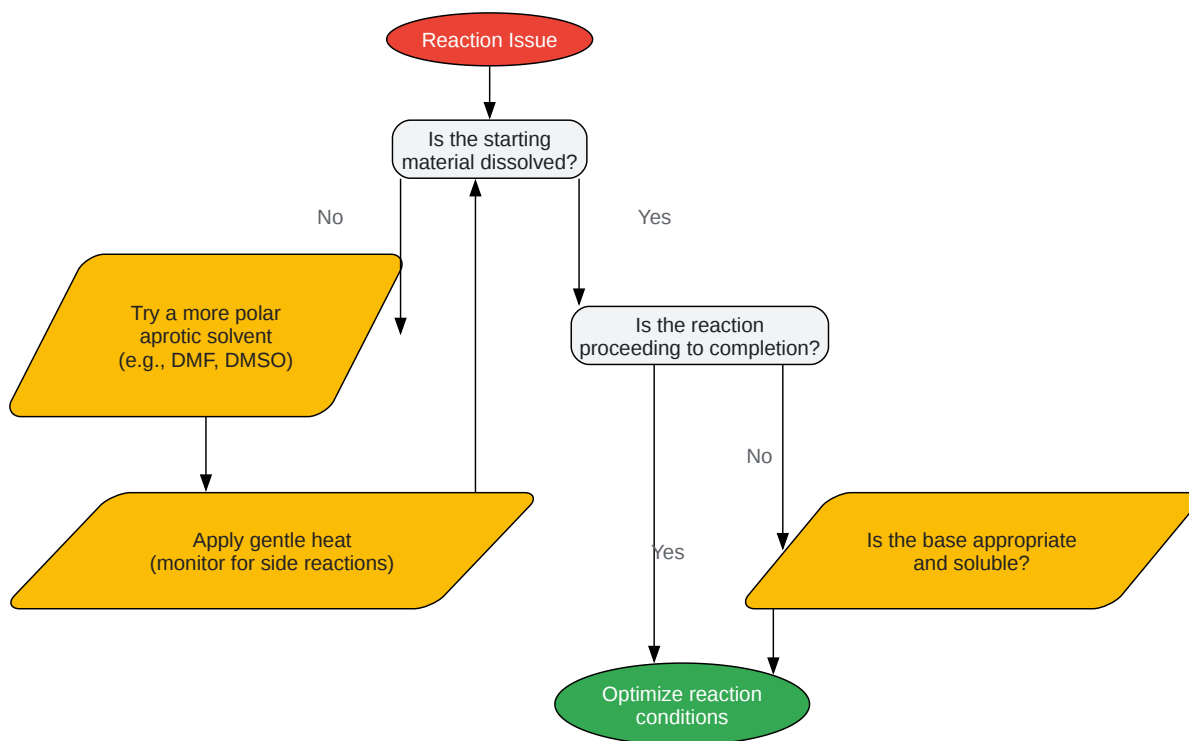 Reaction Issue
Is the starting
material dissolved?
No
Yes
Try a more polar
aprotic solvent
(e.g., DMF, DMSO)
Is the reaction
proceeding to completion?
No
Apply gentle heat
(monitor for side reactions)
Yes
Is the base appropriate
and soluble?
Optimize reaction
conditions